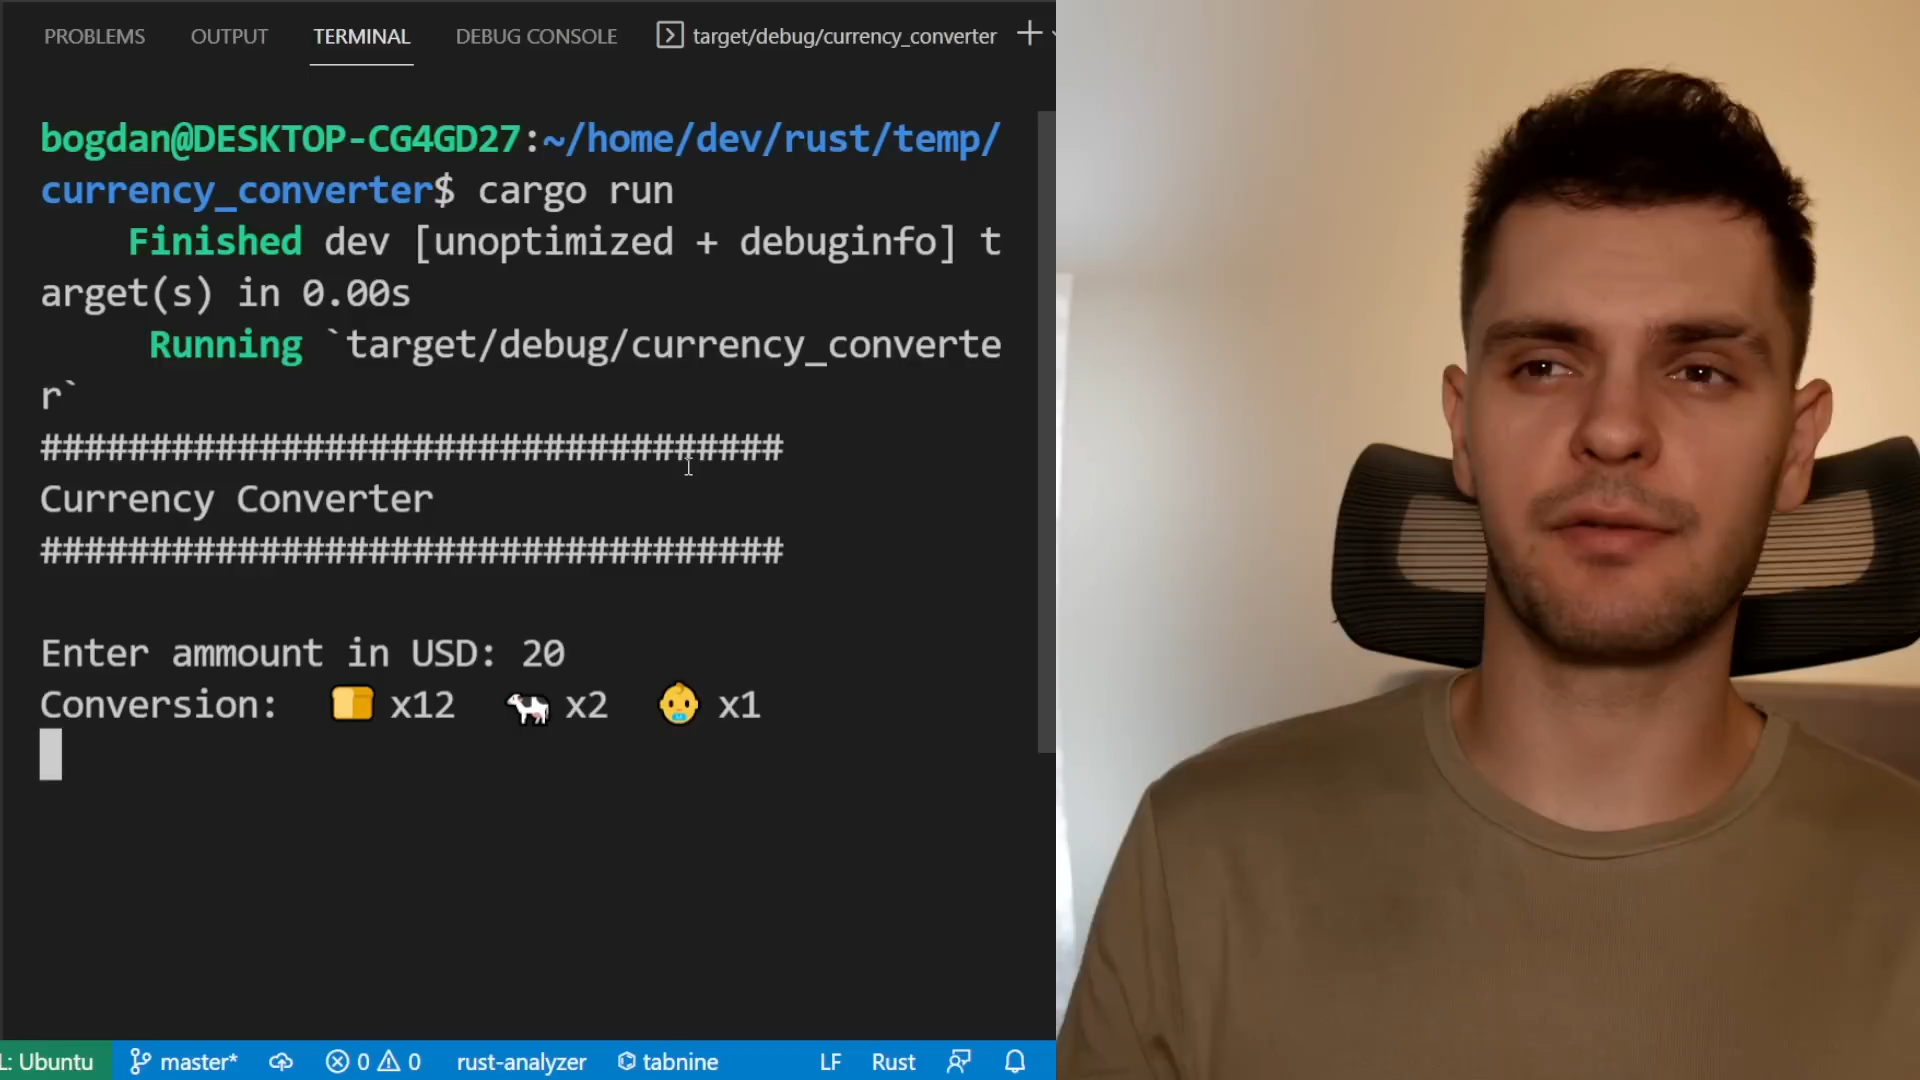 PROBLEMS OUTPUT TERMINAL DEBUG CONSOLE target/debug/currency_converter
bogdan@DESKTOP-CG4GD27:~/home/dev/rust/temp/
currency_converter$ cargo run
Finished dev [unoptimized + debuginfo] t
arget(s) in 0.00s
Running `target/debug/currency_converte
r`
##################################
Currency Converter
##################################
Enter ammount in USD: 20
Conversion: 🍞 x12 🐄 x2 👶 x1
L: Ubuntu master* 0 0 rust-analyzer tabnine LF Rust